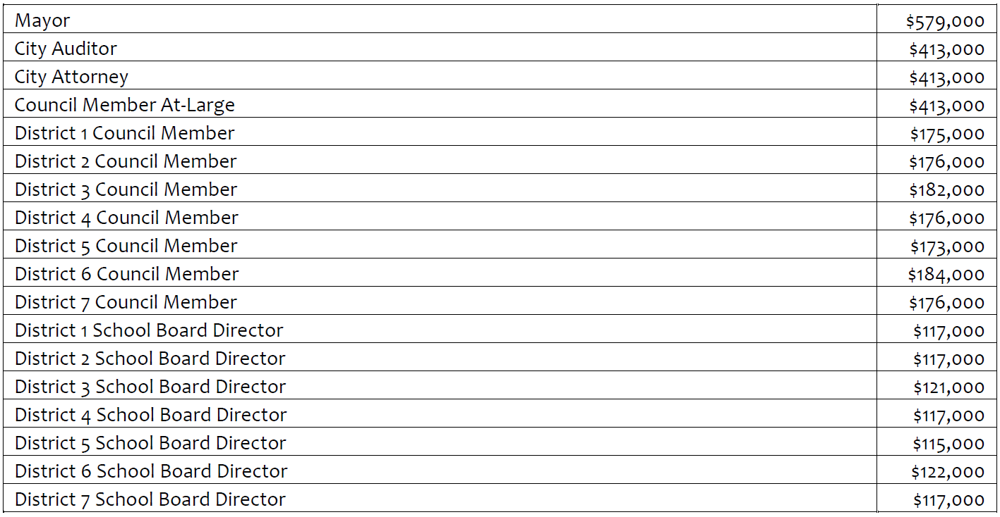 Mayor $579,000
City Auditor $413,000
City Attorney $413,000
Council Member At-Large $413,000
District 1 Council Member $175,000
District 2 Council Member $176,000
District 3 Council Member $182,000
District 4 Council Member $176,000
District 5 Council Member $173,000
District 6 Council Member $184,000
District 7 Council Member $176,000
District 1 School Board Director $117,000
District 2 School Board Director $117,000
District 3 School Board Director $121,000
District 4 School Board Director $117,000
District 5 School Board Director $115,000
District 6 School Board Director $122,000
District 7 School Board Director $117,000